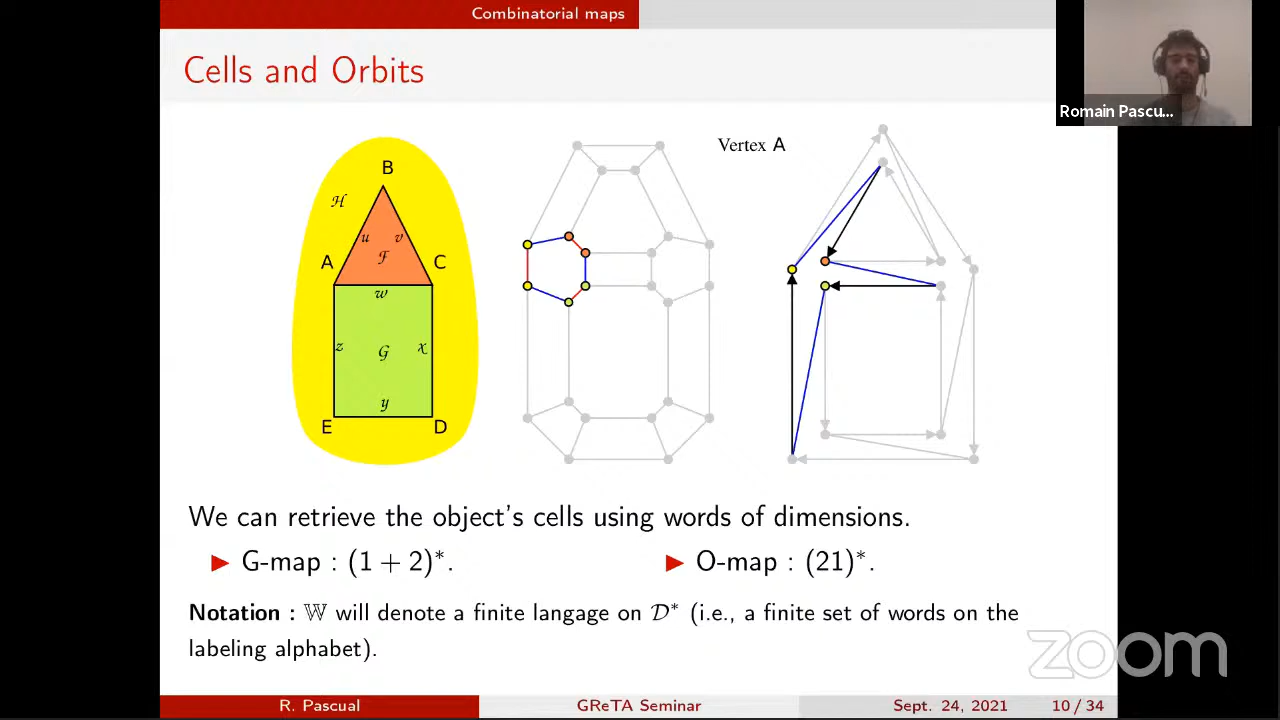 Combinatorial maps
Cells and Orbits
Romain Pascu...
Vertex A
B
H
u
v
F
A
C
w
z
G
x
y
E
D
We can retrieve the object's cells using words of dimensions.
▶ G-map : (1 + 2)*.
▶ O-map : (21)*.
Notation : 𝕎 will denote a finite langage on 𝒟* (i.e., a finite set of words on the
labeling alphabet).
zoom
R. Pascual
GReTA Seminar
Sept. 24, 2021
10 / 34